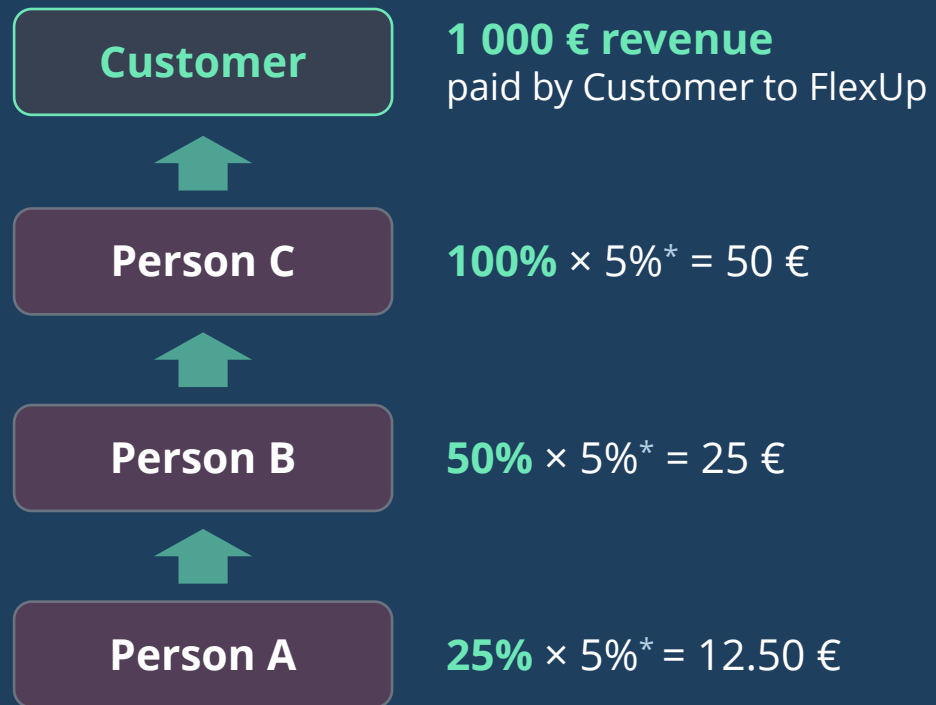 Customer
1 000 € revenue
paid by Customer to FlexUp
Person C
100% × 5%* = 50 €
Person B
50% × 5%* = 25 €
Person A
25% × 5%* = 12.50 €